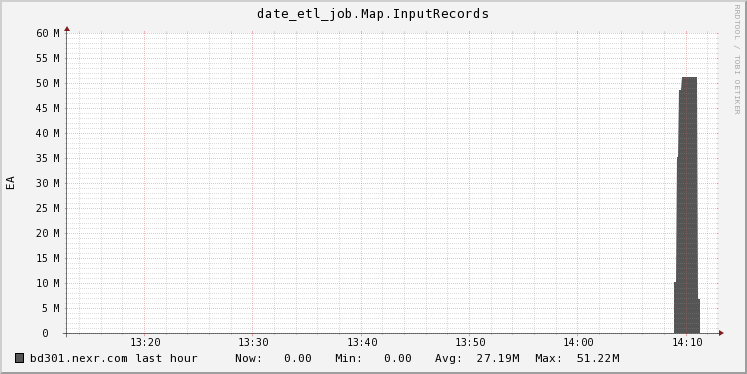 date_etl_job.Map.InputRecords
RRDTOOL / TOBI OETIKER
60 M
55 M
50 M
45 M
40 M
35 M
30 M
25 M
20 M
15 M
10 M
5 M
0
EA
13:20 13:30 13:40 13:50 14:00 14:10
bd301.nexr.com last hour Now: 0.00 Min: 0.00 Avg: 27.19M Max: 51.22M